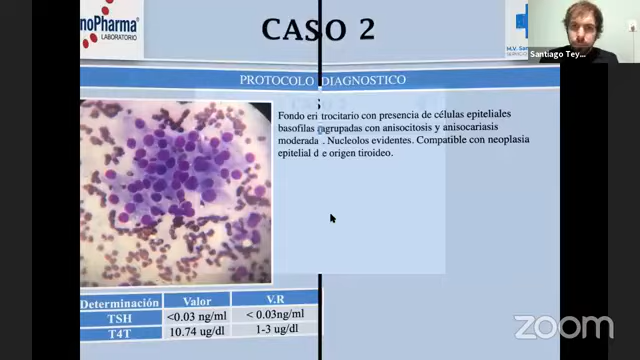 noPharma®
LABORATORIO
CASO 2
M.V. San
Santiago Tey...
PROTOCOLO DIAGNOSTICO
Fondo eri trocitario con presencia de células epiteliales
basofilas agrupadas con anisocitosis y anisocariasis
moderada . Nucleolos evidentes. Compatible con neoplasia
epitelial d e origen tiroideo.
Determinación Valor V.R
TSH <0.03 ng/ml < 0.03ng/ml
T4T 10.74 ug/dl 1-3 ug/dl
zoom